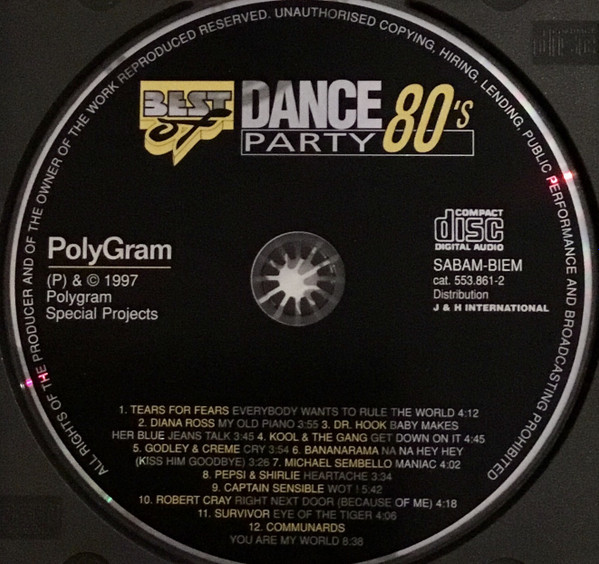 ALL RIGHTS OF THE PRODUCER AND OF THE OWNER OF THE WORK REPRODUCED RESERVED. UNAUTHORISED COPYING, HIRING, LENDING, PUBLIC PERFORMANCE AND BROADCASTING PROHIBITED
BEST of DANCE PARTY 80's
PolyGram
(P) & © 1997
Polygram
Special Projects
COMPACT
disc
DIGITAL AUDIO
SABAM-BIEM
cat. 553.861-2
Distribution
J & H INTERNATIONAL
1. TEARS FOR FEARS EVERYBODY WANTS TO RULE THE WORLD 4:12
2. DIANA ROSS MY OLD PIANO 3:55 3. DR. HOOK BABY MAKES
HER BLUE JEANS TALK 3:45 4. KOOL & THE GANG GET DOWN ON IT 4:45
5. GODLEY & CREME CRY 3:54 6. BANANARAMA NA NA HEY HEY
(KISS HIM GOODBYE) 3:26 7. MICHAEL SEMBELLO MANIAC 4:02
8. PEPSI & SHIRLIE HEARTACHE 3:34
9. CAPTAIN SENSIBLE WOT ! 5:42
10. ROBERT CRAY RIGHT NEXT DOOR (BECAUSE OF ME) 4:18
11. SURVIVOR EYE OF THE TIGER 4:06
12. COMMUNARDS
YOU ARE MY WORLD 8:38